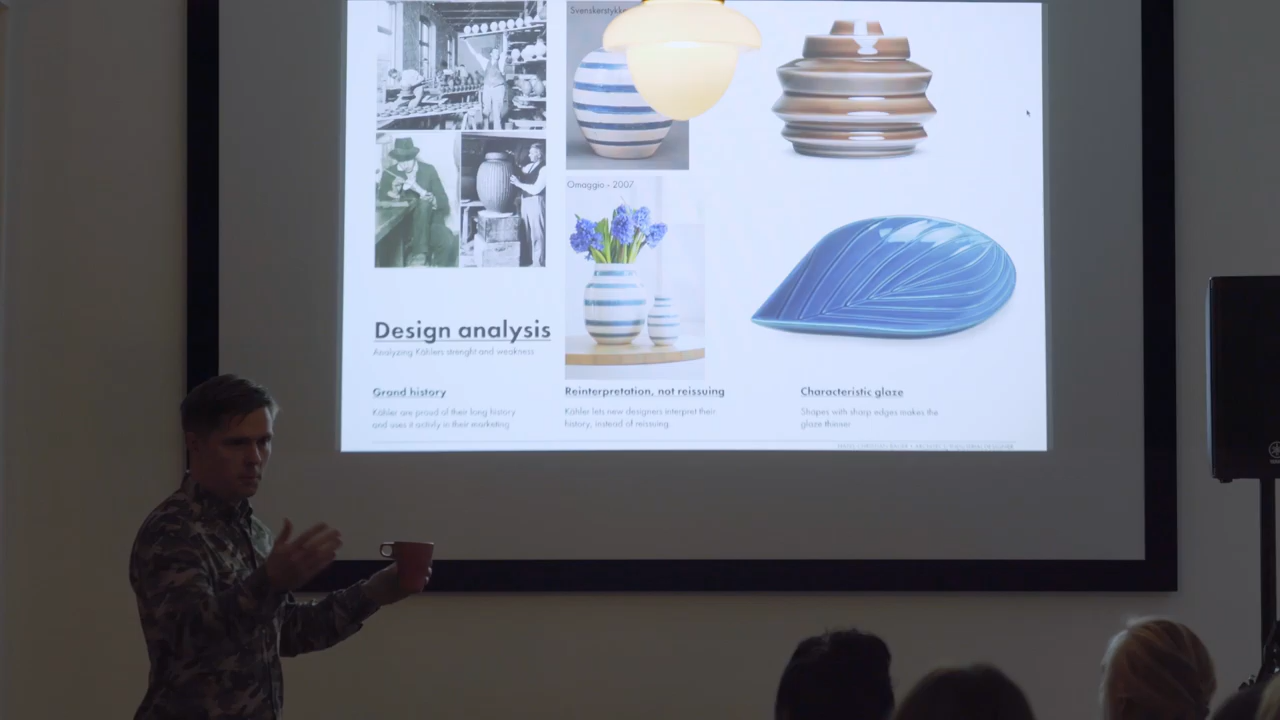 Svenskerstykke
Omaggio - 2007
Design analysis
Analyzing Kählers strenght and weakness
Grand history
Kähler are proud of their long history
and uses it activly in their marketing
Reinterpretation, not reissuing
Kähler lets new designers interpret their
history, instead of reissuing
Characteristic glaze
Shapes with sharp edges makes the
glaze thinner